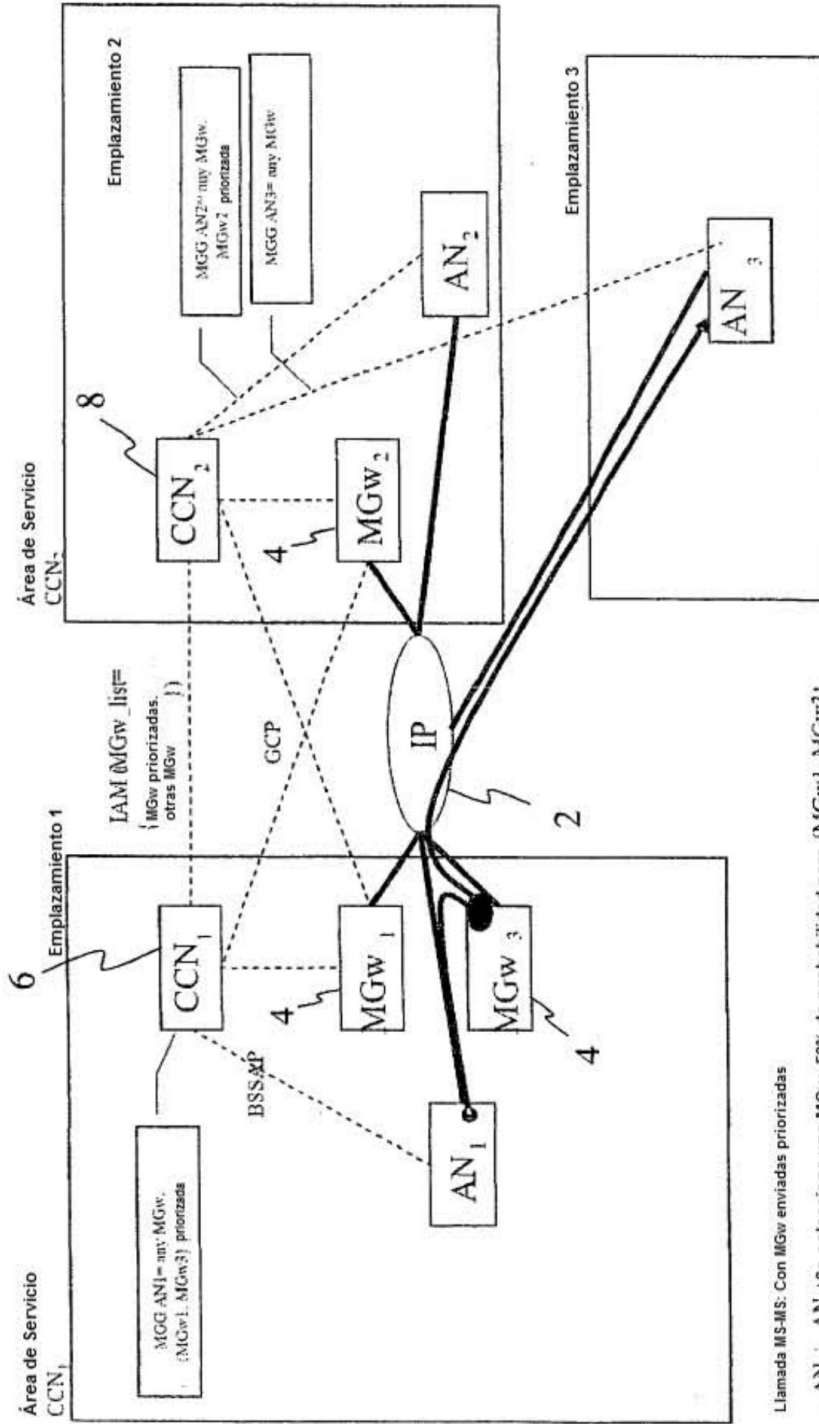 Área de Servicio
CCN₁
Emplazamiento 1
6
MGG AN1= any MGw.
{MGw1, MGw3} priorizada
CCN₁
BSSAP
AN₁
4
MGw₁
MGw₃
4
IAM (MGw_list=
{ MGw priorizadas.
otras MGw })
GCP
IP
2
Área de Servicio
CCN₂
Emplazamiento 2
8
CCN₂
MGG AN2= any MGw.
MGw2 priorizada
MGG AN3= any MGw
4
MGw₂
AN₂
Emplazamiento 3
AN₃
Llamada MS-MS: Con MGw enviadas priorizadas